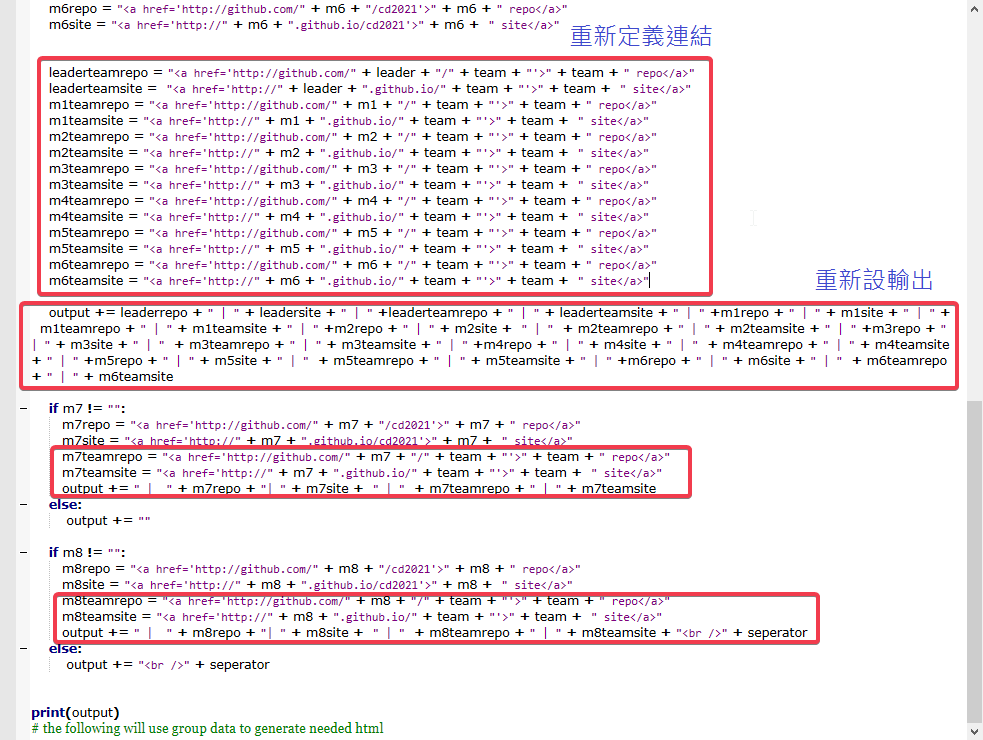 m6repo = "<a href='http://github.com/" + m6 + "/cd2021'>" + m6 + " repo</a>"
m6site = "<a href='http://" + m6 + ".github.io/cd2021'>" + m6 + " site</a>"
重新定義連結
leaderteamrepo = "<a href='http://github.com/" + leader + "/" + team + "'>" + team + " repo</a>"
leaderteamsite = "<a href='http://" + leader + ".github.io/" + team + "'>" + team + " site</a>"
m1teamrepo = "<a href='http://github.com/" + m1 + "/" + team + "'>" + team + " repo</a>"
m1teamsite = "<a href='http://" + m1 + ".github.io/" + team + "'>" + team + " site</a>"
m2teamrepo = "<a href='http://github.com/" + m2 + "/" + team + "'>" + team + " repo</a>"
m2teamsite = "<a href='http://" + m2 + ".github.io/" + team + "'>" + team + " site</a>"
m3teamrepo = "<a href='http://github.com/" + m3 + "/" + team + "'>" + team + " repo</a>"
m3teamsite = "<a href='http://" + m3 + ".github.io/" + team + "'>" + team + " site</a>"
m4teamrepo = "<a href='http://github.com/" + m4 + "/" + team + "'>" + team + " repo</a>"
m4teamsite = "<a href='http://" + m4 + ".github.io/" + team + "'>" + team + " site</a>"
m5teamrepo = "<a href='http://github.com/" + m5 + "/" + team + "'>" + team + " repo</a>"
m5teamsite = "<a href='http://" + m5 + ".github.io/" + team + "'>" + team + " site</a>"
m6teamrepo = "<a href='http://github.com/" + m6 + "/" + team + "'>" + team + " repo</a>"
m6teamsite = "<a href='http://" + m6 + ".github.io/" + team + "'>" + team + " site</a>"
重新設輸出
output += leaderrepo + " | " + leadersite + " | " +leaderteamrepo + " | " + leaderteamsite + " | " +m1repo + " | " + m1site + " | " +
m1teamrepo + " | " + m1teamsite + " | " +m2repo + " | " + m2site + " | " + m2teamrepo + " | " + m2teamsite + " | " +m3repo + "
| " + m3site + " | " + m3teamrepo + " | " + m3teamsite + " | " +m4repo + " | " + m4site + " | " + m4teamrepo + " | " + m4teamsite
+ " | " +m5repo + " | " + m5site + " | " + m5teamrepo + " | " + m5teamsite + " | " +m6repo + " | " + m6site + " | " + m6teamrepo
+ " | " + m6teamsite
if m7 != "":
m7repo = "<a href='http://github.com/" + m7 + "/cd2021'>" + m7 + " repo</a>"
m7site = "<a href='http://" + m7 + ".github.io/cd2021'>" + m7 + " site</a>"
m7teamrepo = "<a href='http://github.com/" + m7 + "/" + team + "'>" + team + " repo</a>"
m7teamsite = "<a href='http://" + m7 + ".github.io/" + team + "'>" + team + " site</a>"
output += " | " + m7repo + "| " + m7site + " | " + m7teamrepo + " | " + m7teamsite
else:
output += ""
if m8 != "":
m8repo = "<a href='http://github.com/" + m8 + "/cd2021'>" + m8 + " repo</a>"
m8site = "<a href='http://" + m8 + ".github.io/cd2021'>" + m8 + " site</a>"
m8teamrepo = "<a href='http://github.com/" + m8 + "/" + team + "'>" + team + " repo</a>"
m8teamsite = "<a href='http://" + m8 + ".github.io/" + team + "'>" + team + " site</a>"
output += " | " + m8repo + "| " + m8site + " | " + m8teamrepo + " | " + m8teamsite + "<br />" + seperator
else:
output += "<br />" + seperator
print(output)
# the following will use group data to generate needed html